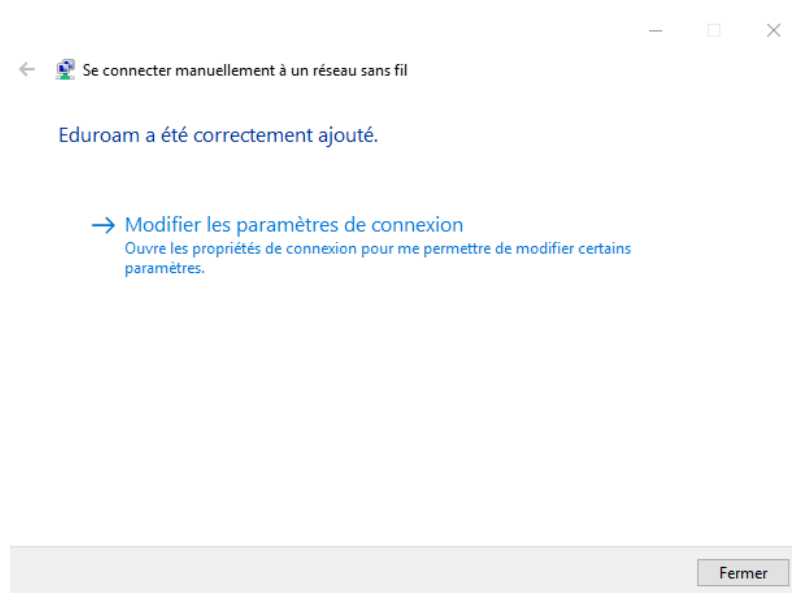 Se connecter manuellement à un réseau sans fil
Eduroam a été correctement ajouté.
Modifier les paramètres de connexion
Ouvre les propriétés de connexion pour me permettre de modifier certains
paramètres.
Fermer